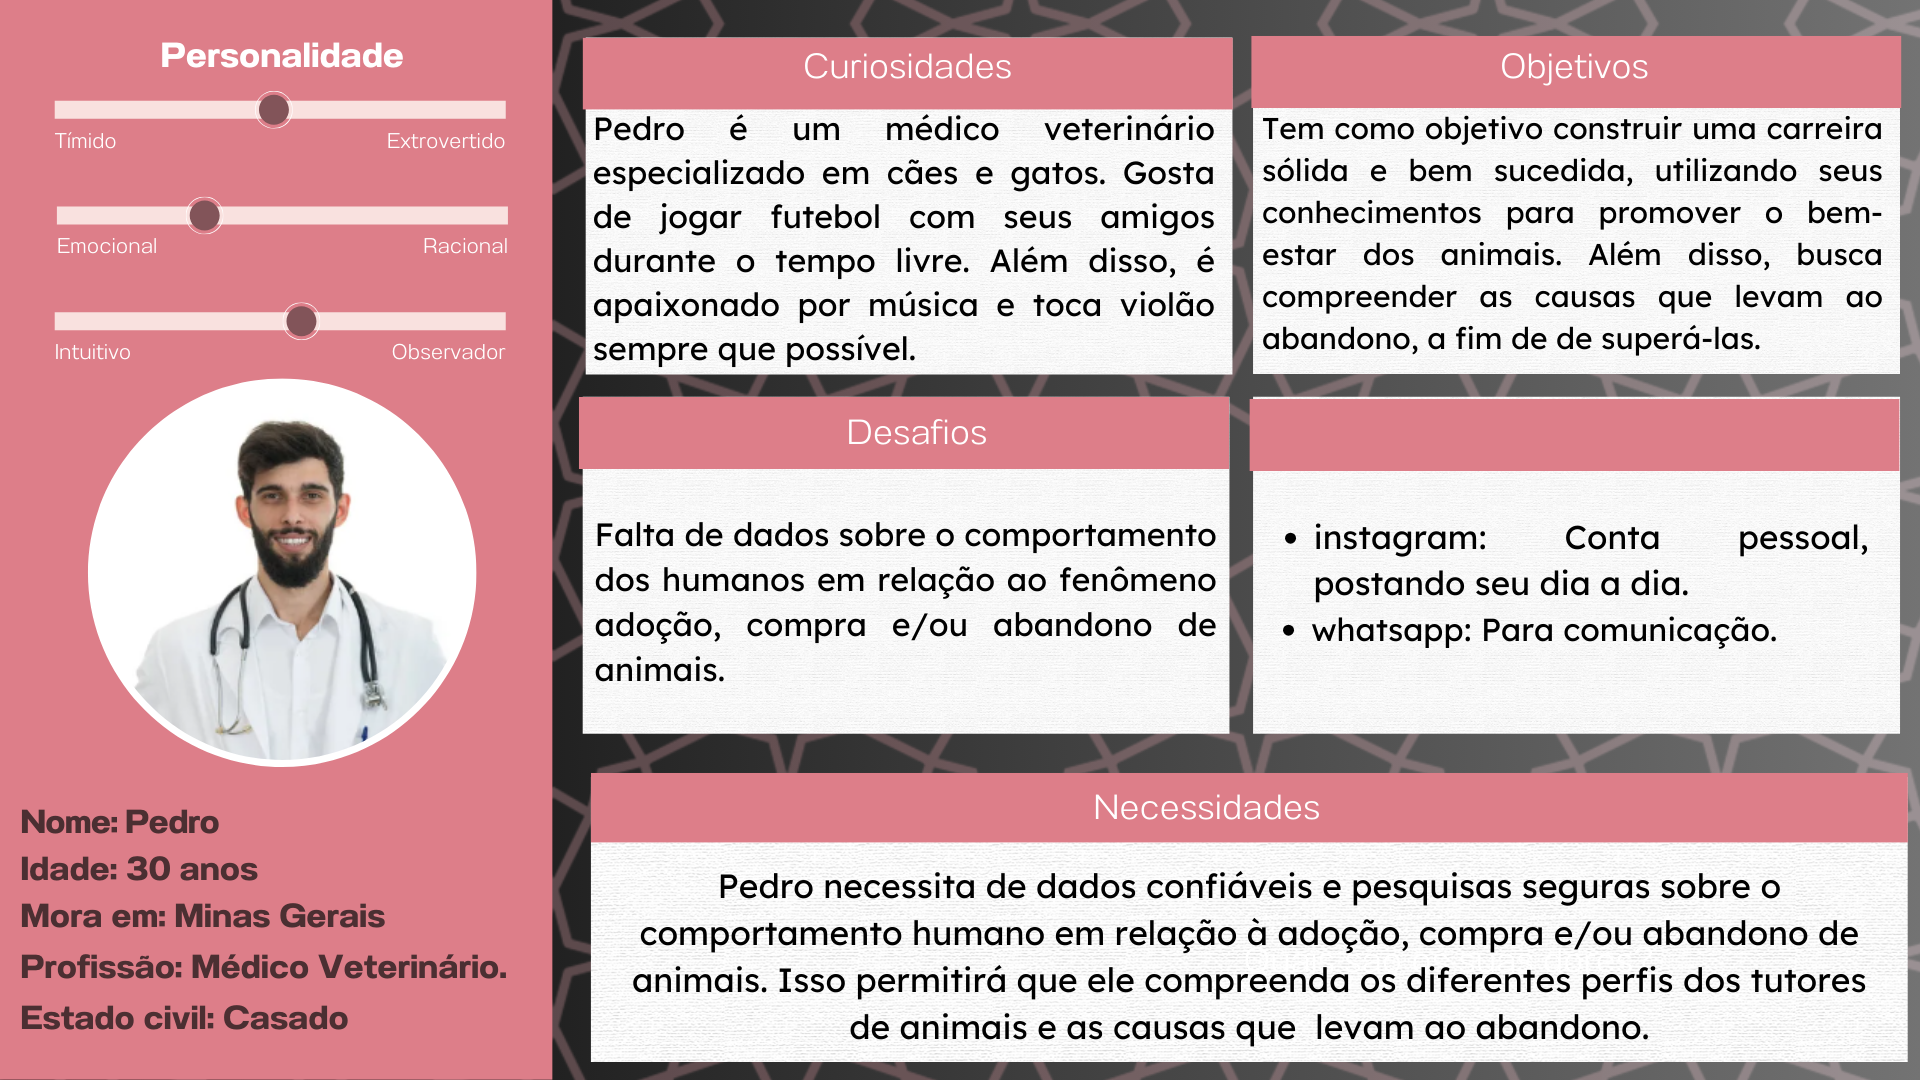 Personalidade
Tímido Extrovertido
Emocional Racional
Intuitivo Observador
Nome: Pedro
Idade: 30 anos
Mora em: Minas Gerais
Profissão: Médico Veterinário.
Estado civil: Casado
Curiosidades
Pedro é um médico veterinário
especializado em cães e gatos. Gosta
de jogar futebol com seus amigos
durante o tempo livre. Além disso, é
apaixonado por música e toca violão
sempre que possível.
Objetivos
Tem como objetivo construir uma carreira
sólida e bem sucedida, utilizando seus
conhecimentos para promover o bem-
estar dos animais. Além disso, busca
compreender as causas que levam ao
abandono, a fim de de superá-las.
Desafios
Falta de dados sobre o comportamento
dos humanos em relação ao fenômeno
adoção, compra e/ou abandono de
animais.
• instagram: Conta pessoal,
postando seu dia a dia.
• whatsapp: Para comunicação.
Necessidades
Pedro necessita de dados confiáveis e pesquisas seguras sobre o
comportamento humano em relação à adoção, compra e/ou abandono de
animais. Isso permitirá que ele compreenda os diferentes perfis dos tutores
de animais e as causas que levam ao abandono.